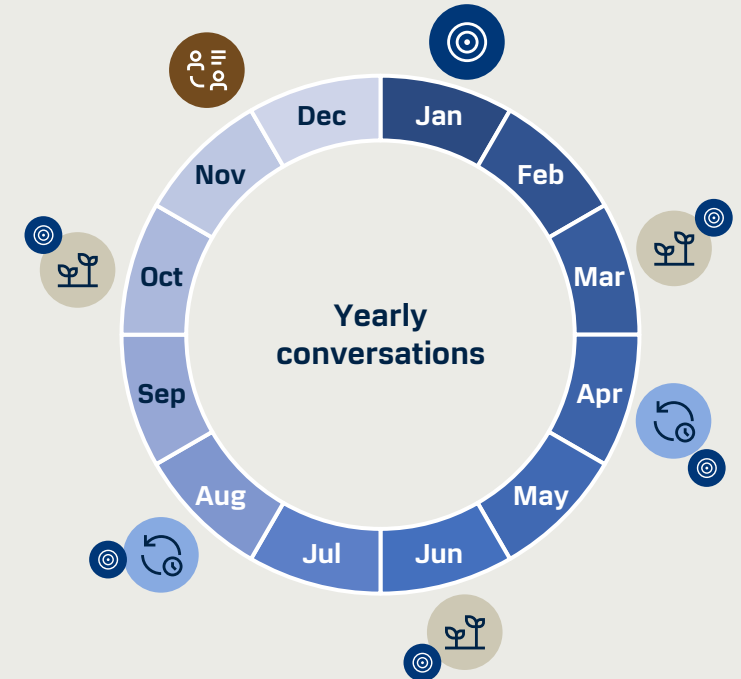 Jan
Feb
Mar
Apr
May
Jun
Jul
Aug
Sep
Oct
Nov
Dec
Yearly
conversations